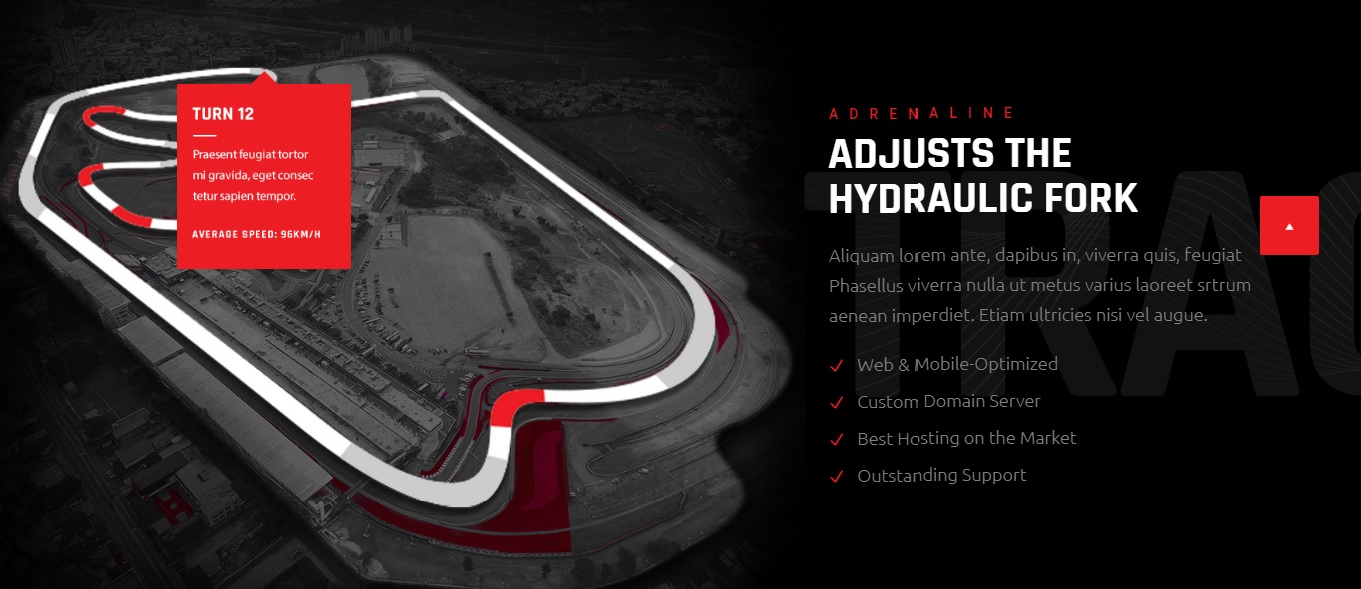 TURN 12
Praesent feugiat tortor
mi gravida, eget consec
tetur sapien tempor.
AVERAGE SPEED: 96KM/H
ADRENALINE
ADJUSTS THE
HYDRAULIC FORK
TRAC
Aliquam lorem ante, dapibus in, viverra quis, feugiat
Phasellus viverra nulla ut metus varius laoreet srtrum
aenean imperdiet. Etiam ultricies nisi vel augue.
Web & Mobile-Optimized
Custom Domain Server
Best Hosting on the Market
Outstanding Support